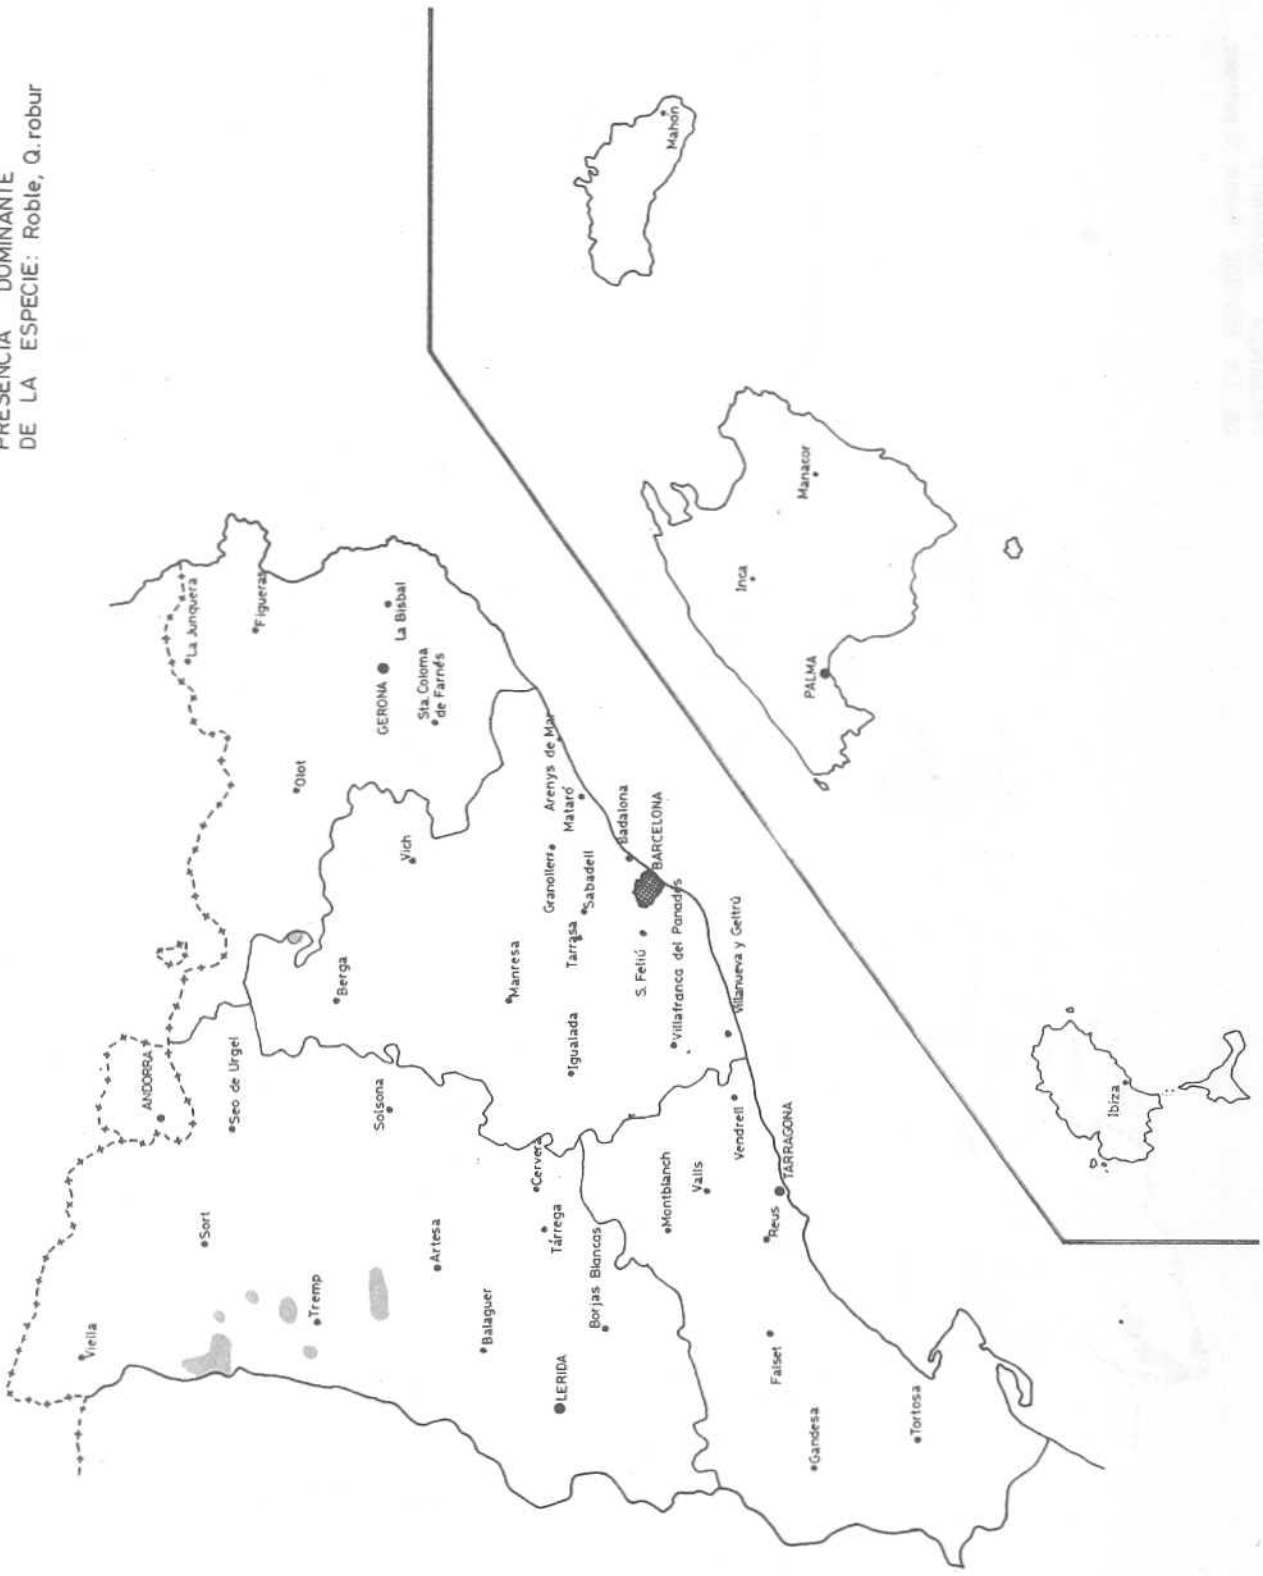 PRESENCIA DOMINANTE
DE LA ESPECIE: Roble, Q. robur
Viella
ANDORRA
La Junquera
Sort
Seo de Urgel
Figueras
Tremp
Berga
Olot
GERONA
La Bisbal
Solsona
Vich
Sta. Coloma
de Farnés
Artesa
Balaguer
Manresa
Cervera
Tárrega
Igualada
Granollers
Arenys de Mar
Mataró
Tarrasa
Sabadell
LERIDA
Borjas Blancas
Badalona
S. Feliú
BARCELONA
Montblanch
Valls
Villafranca del Panadés
Vendrell
Villanueva y Geltrú
Reus
TARRAGONA
Falset
Gandesa
Tortosa
Mahón
Inca
Manacor
PALMA
Ibiza